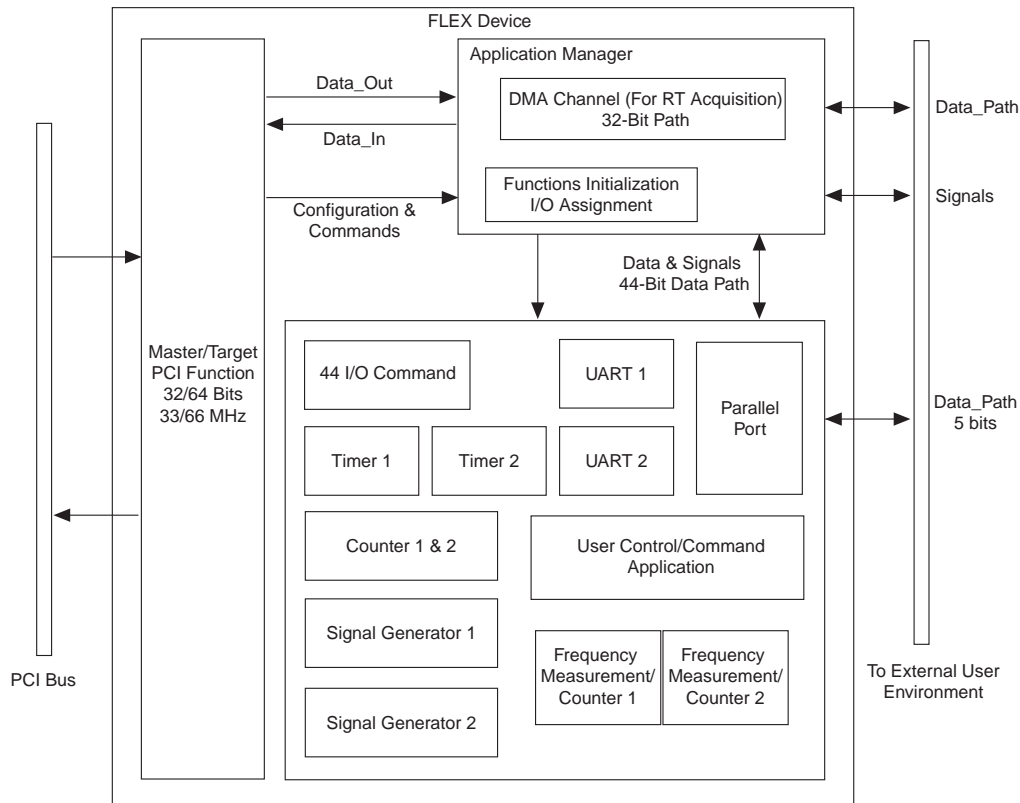 FLEX Device
Application Manager
Data_Out
DMA Channel (For RT Acquisition)
32-Bit Path
Data_Path
Data_In
Functions Initialization
I/O Assignment
Signals
Configuration &
Commands
Data & Signals
44-Bit Data Path
Master/Target
PCI Function
32/64 Bits
33/66 MHz
44 I/O Command
UART 1
Parallel
Port
Data_Path
5 bits
Timer 1
Timer 2
UART 2
Counter 1 & 2
User Control/Command
Application
Signal Generator 1
Frequency
Measurement/
Counter 1
Frequency
Measurement/
Counter 2
Signal Generator 2
PCI Bus
To External User
Environment